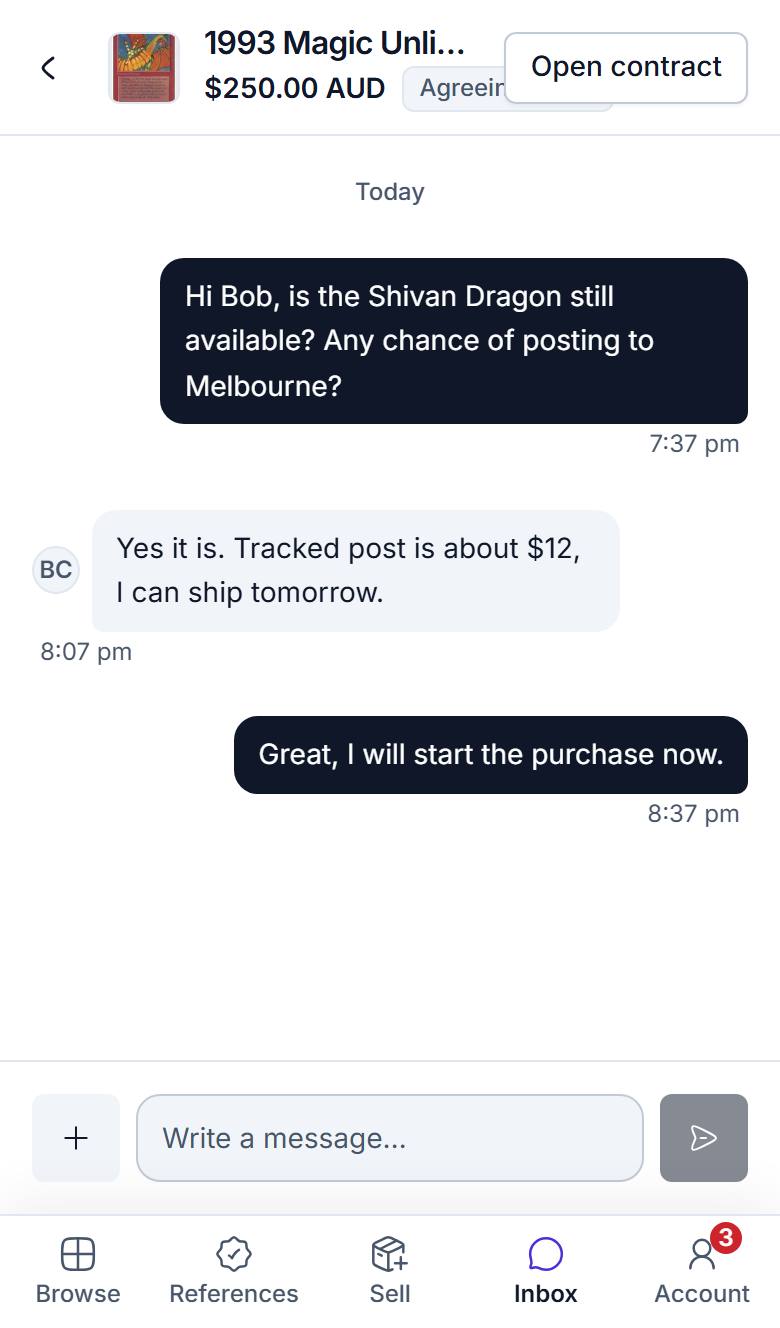 1993 Magic Unli...
$250.00 AUD
Open contract
Today
Hi Bob, is the Shivan Dragon still
available? Any chance of posting to
Melbourne?
7:37 pm
BC
Yes it is. Tracked post is about $12,
I can ship tomorrow.
8:07 pm
Great, I will start the purchase now.
8:37 pm
Write a message...
3
Browse
References
Sell
Inbox
Account